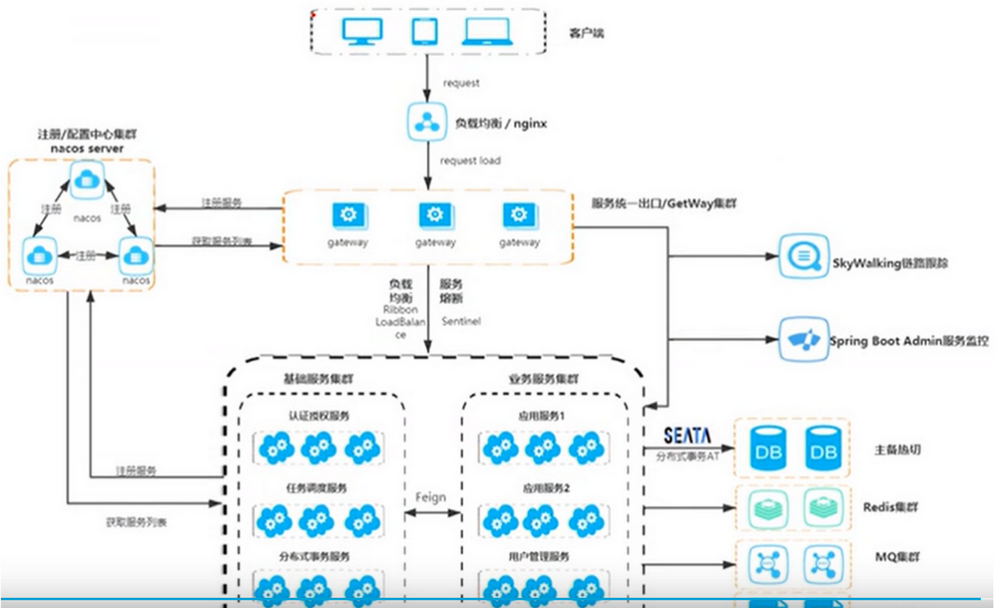 客户端
request
负载均衡 / nginx
request load
注册/配置中心集群
nacos server
注册
注册
nacos
注册
nacos
nacos
注册服务
获取服务列表
gateway
gateway
gateway
服务统一出口/GetWay集群
SkyWalking链路跟踪
Spring Boot Admin服务监控
负载
均衡
Ribbon
LoadBalan
ce
服务
熔断
Sentinel
基础服务集群
业务服务集群
认证授权服务
应用服务1
任务调度服务
应用服务2
分布式事务服务
用户管理服务
Feign
注册服务
获取服务列表
SEATA
分布式事务AT
DB
DB
主备热切
Redis集群
MQ集群